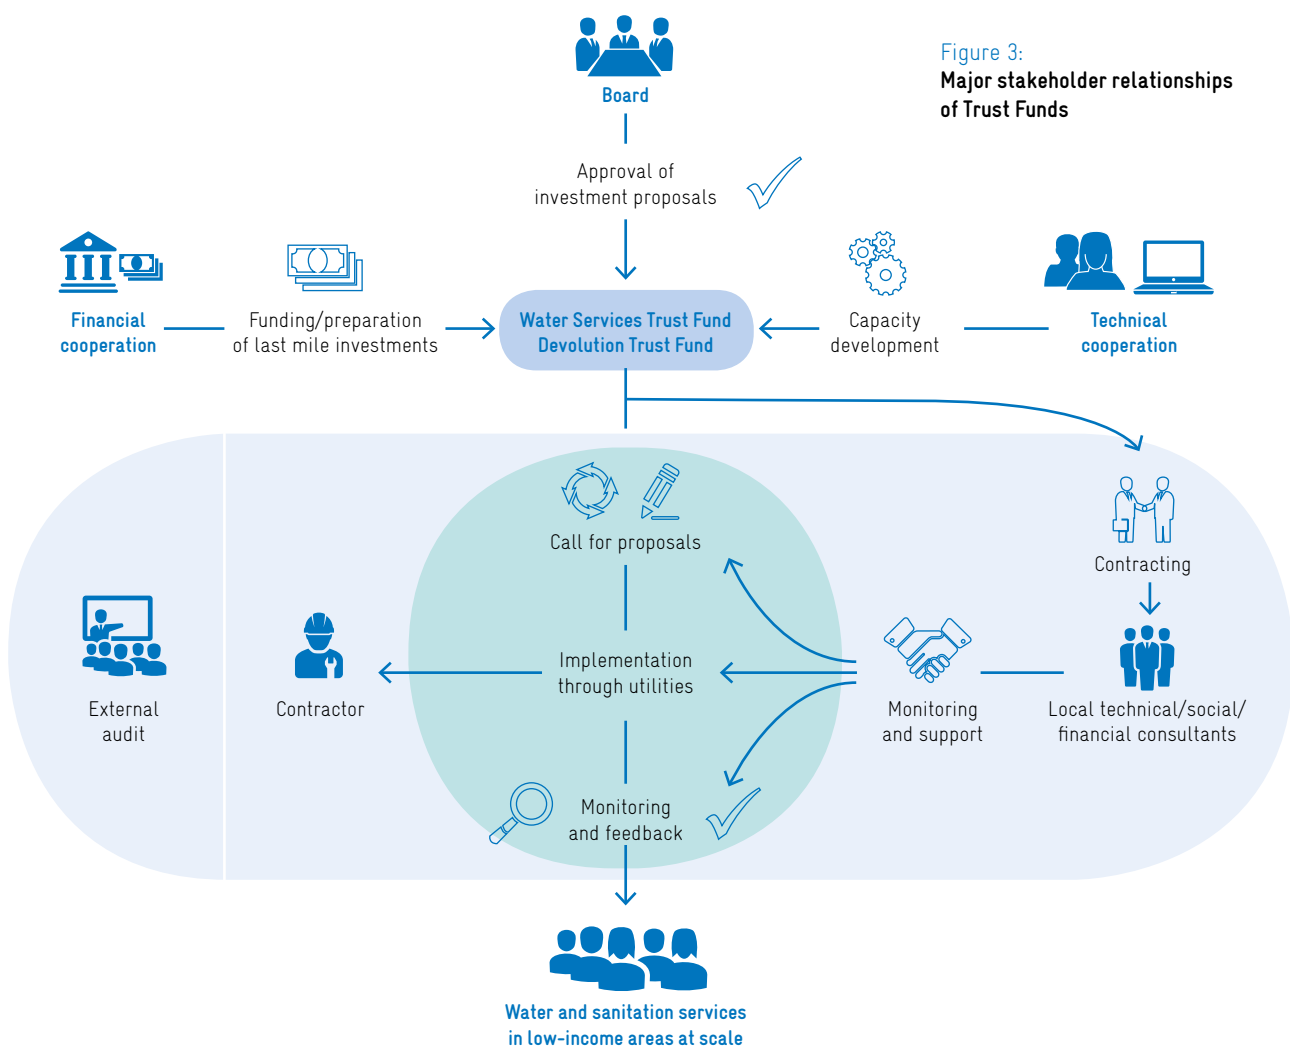 Figure 3:
Major stakeholder relationships
of Trust Funds
Board
Approval of
investment proposals
Financial
cooperation
Funding/preparation
of last mile investments
Water Services Trust Fund
Devolution Trust Fund
Capacity
development
Technical
cooperation
Call for proposals
Contracting
Implementation
through utilities
External
audit
Contractor
Monitoring
and support
Local technical/social/
financial consultants
Monitoring
and feedback
Water and sanitation services
in low-income areas at scale